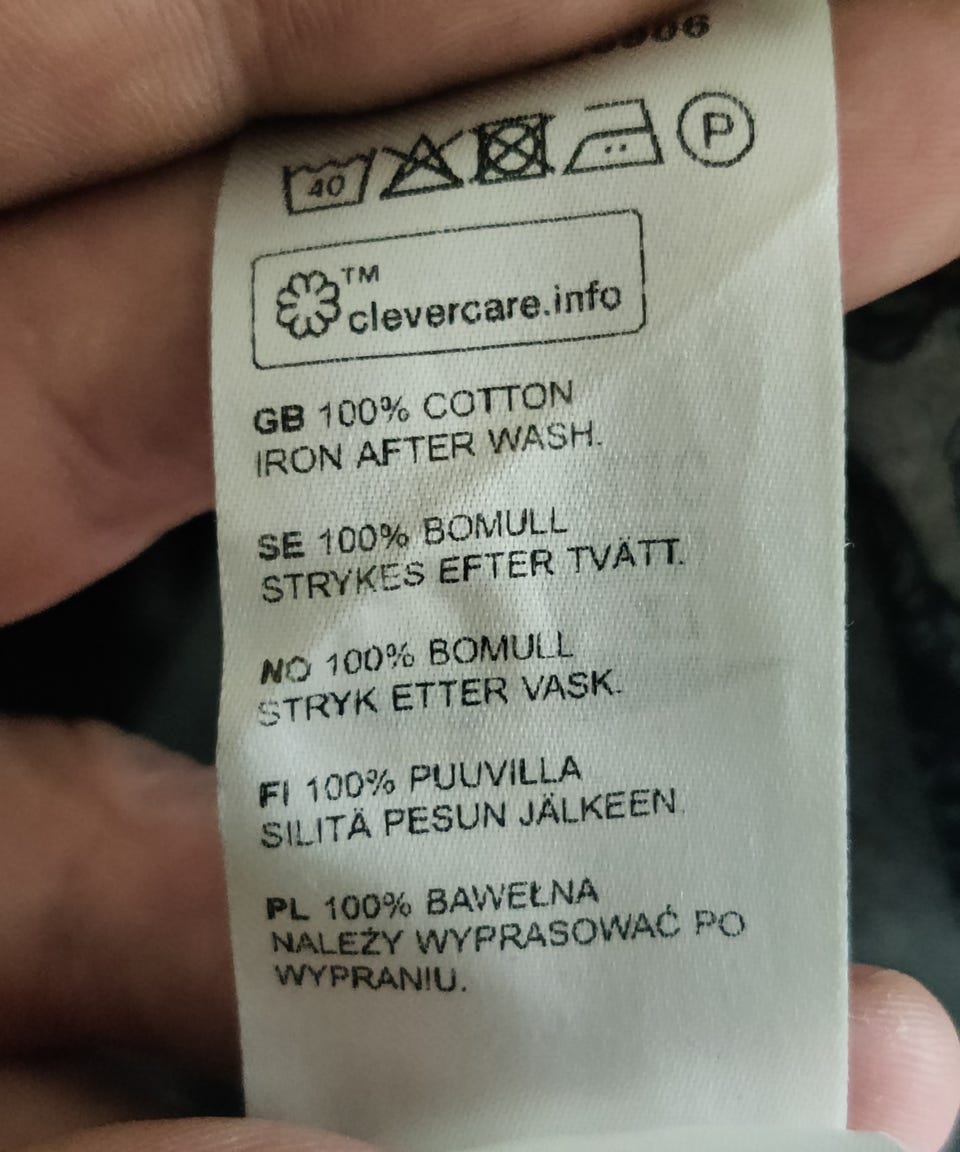 40
P
TM
clevercare.info
GB 100% COTTON
IRON AFTER WASH.
SE 100% BOMULL
STRYKES EFTER TVÄTT.
NO 100% BOMULL
STRYK ETTER VASK.
FI 100% PUUVILLA
SILITÄ PESUN JÄLKEEN.
PL 100% BAWEŁNA
NALEŻY WYPRASOWAĆ PO
WYPRANIU.